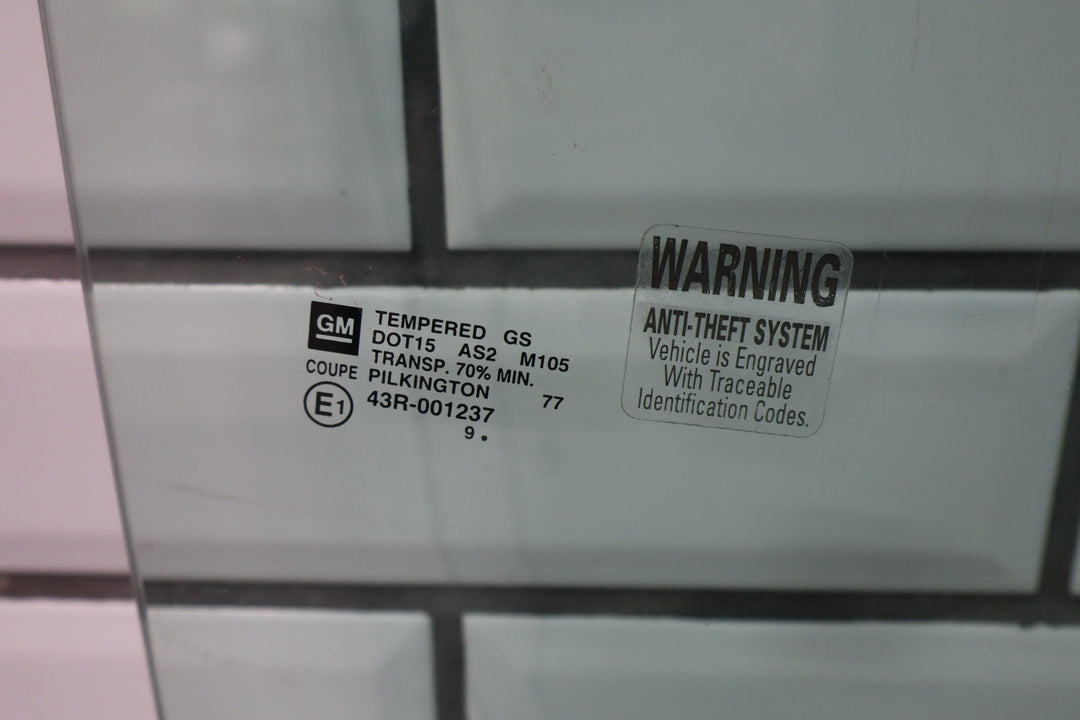 GM
TEMPERED GS
DOT15 AS2 M105
TRANSP. 70% MIN.
COUPE PILKINGTON 77
E1 43R-001237
9.
WARNING
ANTI-THEFT SYSTEM
Vehicle is Engraved
With Traceable
Identification Codes.